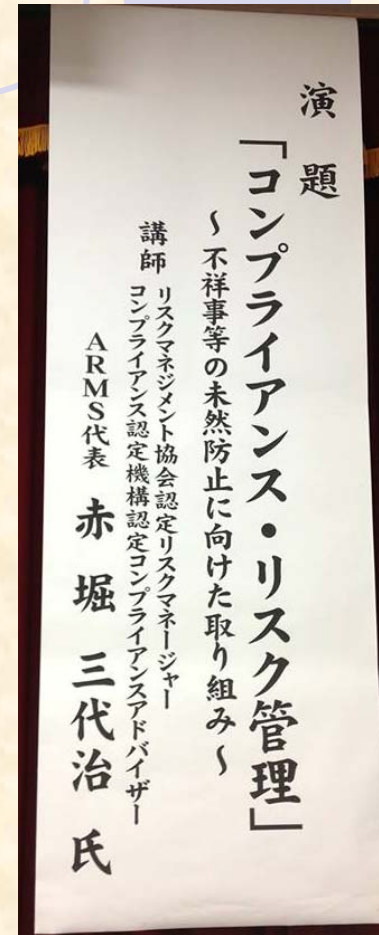 演題
「コンプライアンス・リスク管理」
～不祥事等の未然防止に向けた取り組み～
講師
リスクマネジメント協会認定リスクマネージャー
コンプライアンス認定機構認定コンプライアンスアドバイザー
ARMS代表 赤堀 三代治 氏